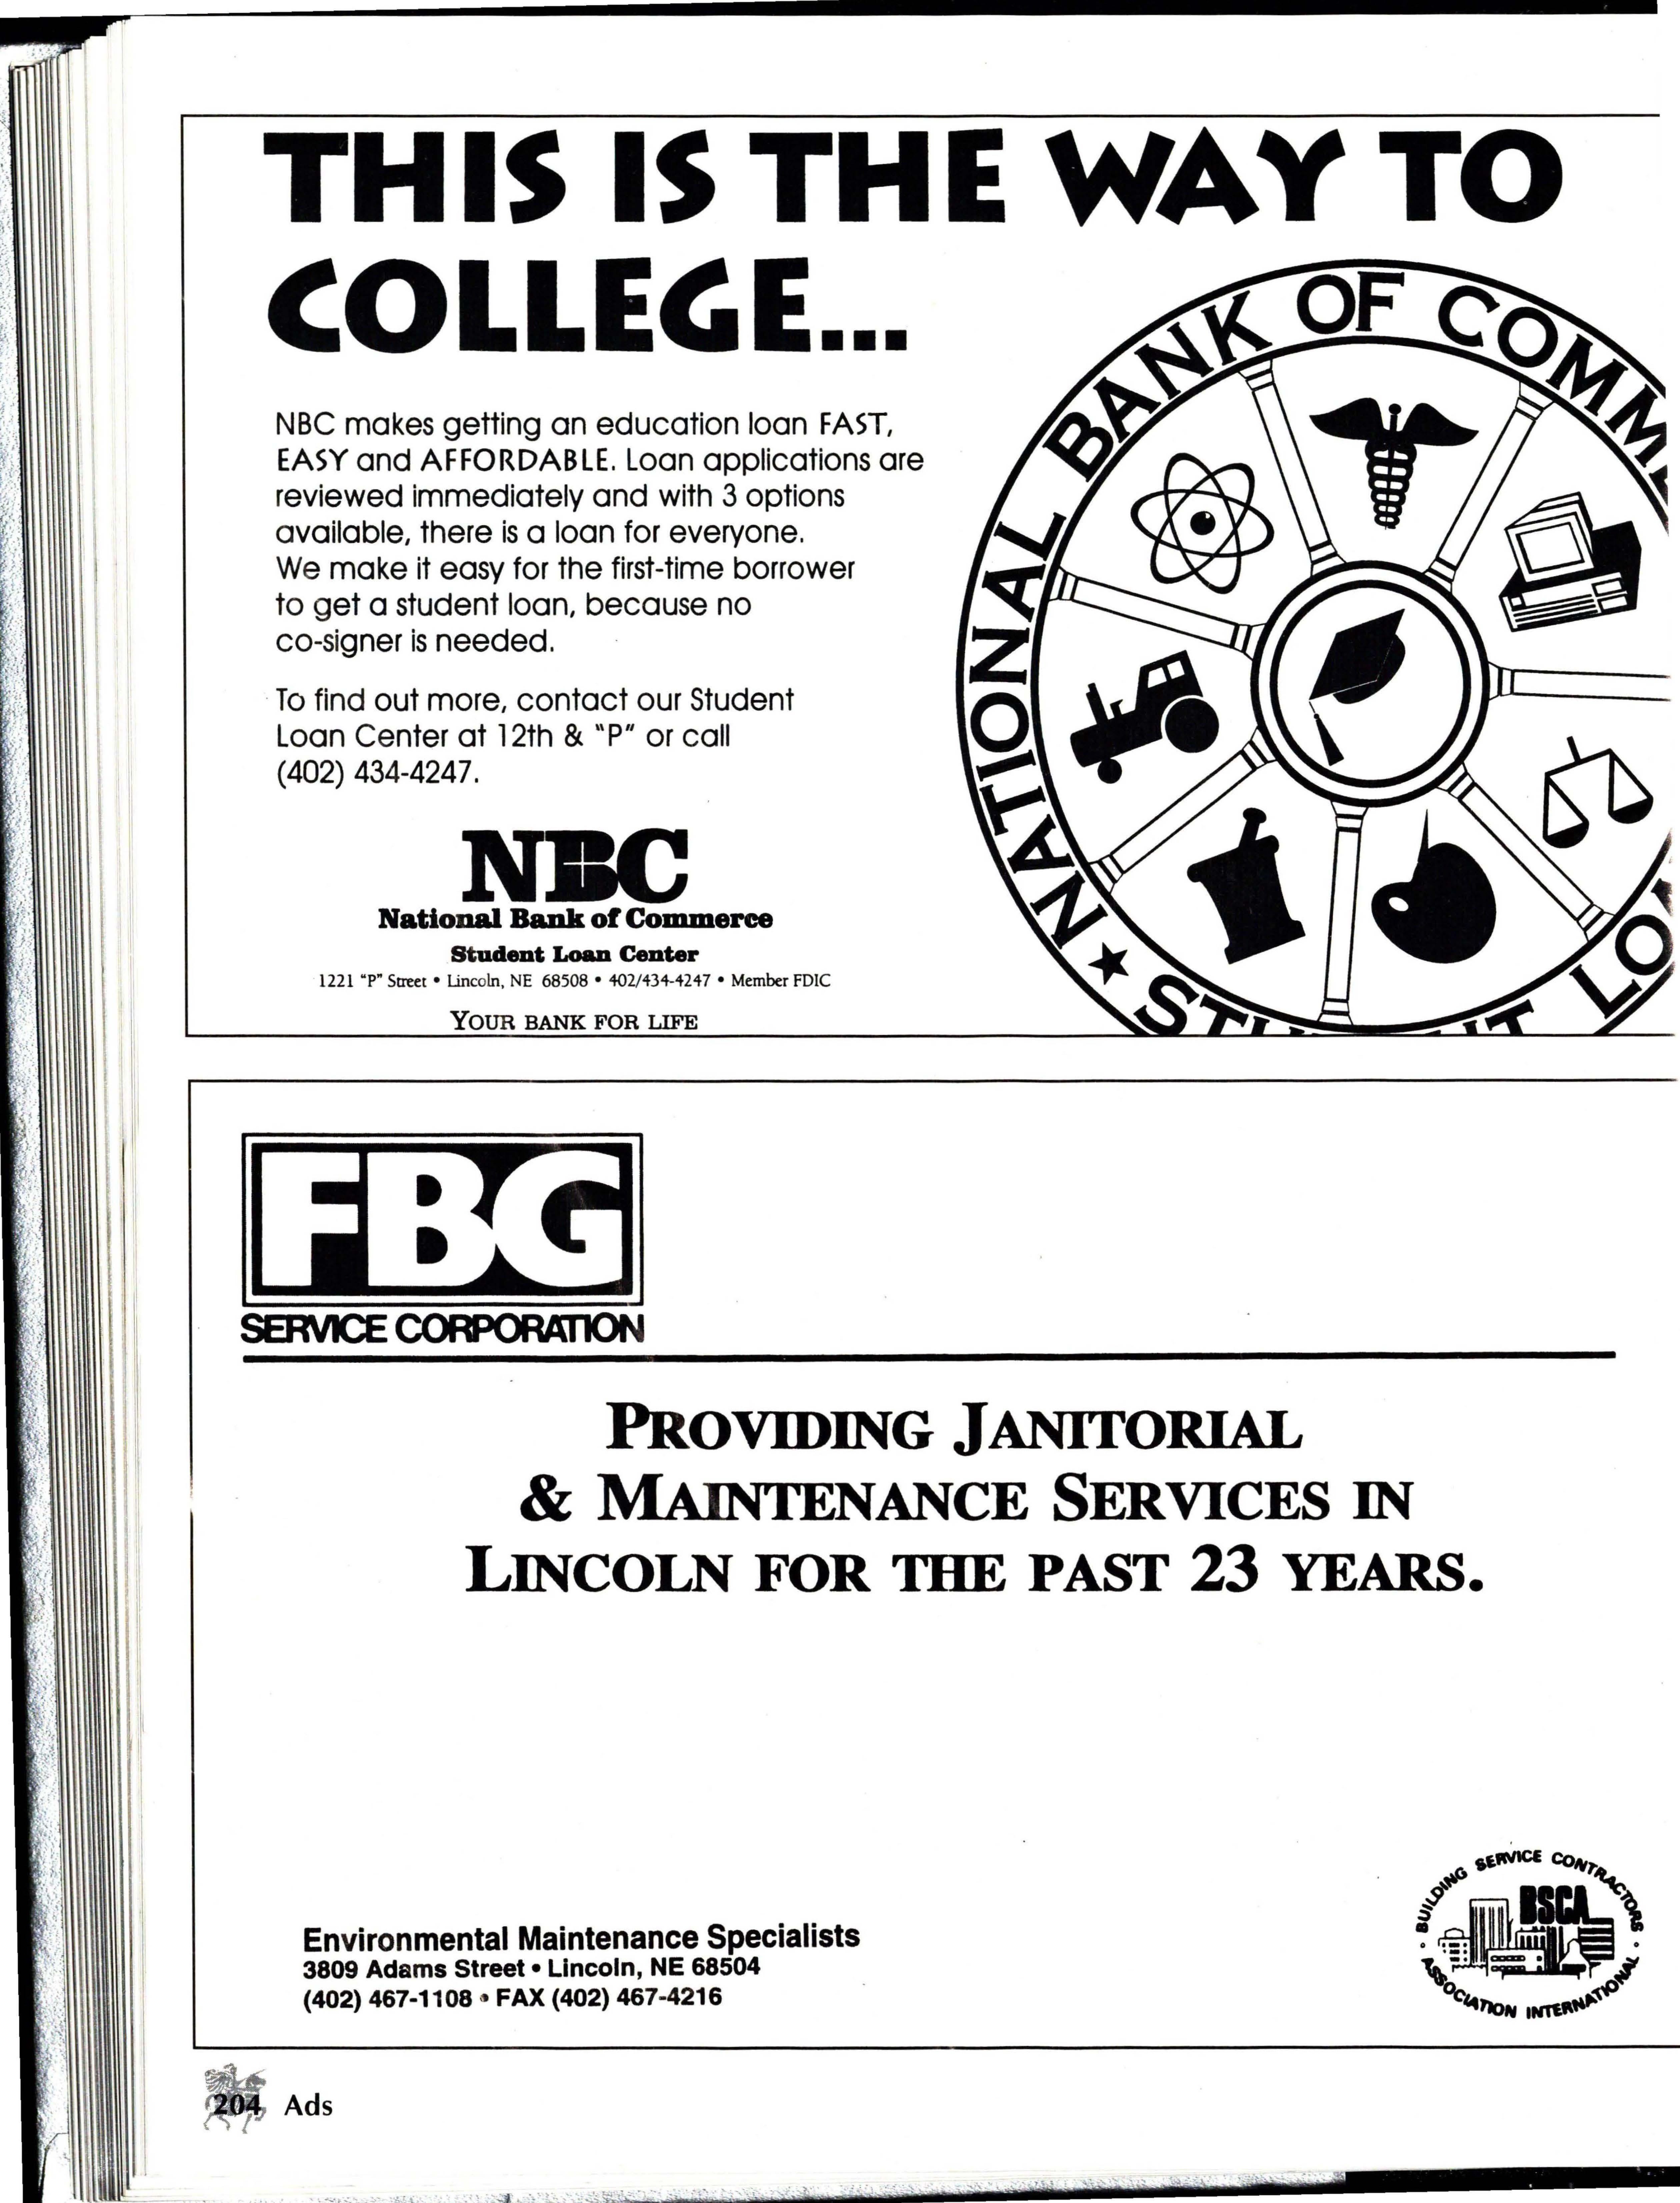 THIS IS THE WAY TO
COLLEGE...
NBC makes getting an education loan FAST,
EASY and AFFORDABLE. Loan applications are
reviewed immediately and with 3 options
available, there is a loan for everyone.
We make it easy for the first-time borrower
to get a student loan, because no
co-signer is needed.
To find out more, contact our Student
Loan Center at 12th & "P" or call
(402) 434-4247.
NBC
National Bank of Commerce
Student Loan Center
1221 "P" Street • Lincoln, NE 68508 • 402/434-4247 • Member FDIC
YOUR BANK FOR LIFE
★ NATIONAL BANK OF COMM
FBG
SERVICE CORPORATION
PROVIDING JANITORIAL
& MAINTENANCE SERVICES IN
LINCOLN FOR THE PAST 23 YEARS.
Environmental Maintenance Specialists
3809 Adams Street • Lincoln, NE 68504
(402) 467-1108 • FAX (402) 467-4216
BUILDING SERVICE CONTRACTORS
BSCA
ASSOCIATION INTERNATIONAL
204 Ads